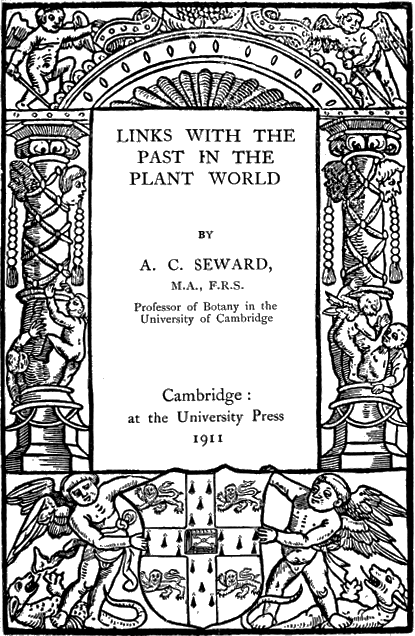 LINKS WITH THE
PAST IN THE
PLANT WORLD
BY
A. C. SEWARD,
M.A., F.R.S.
Professor of Botany in the
University of Cambridge
Cambridge :
at the University Press
1911